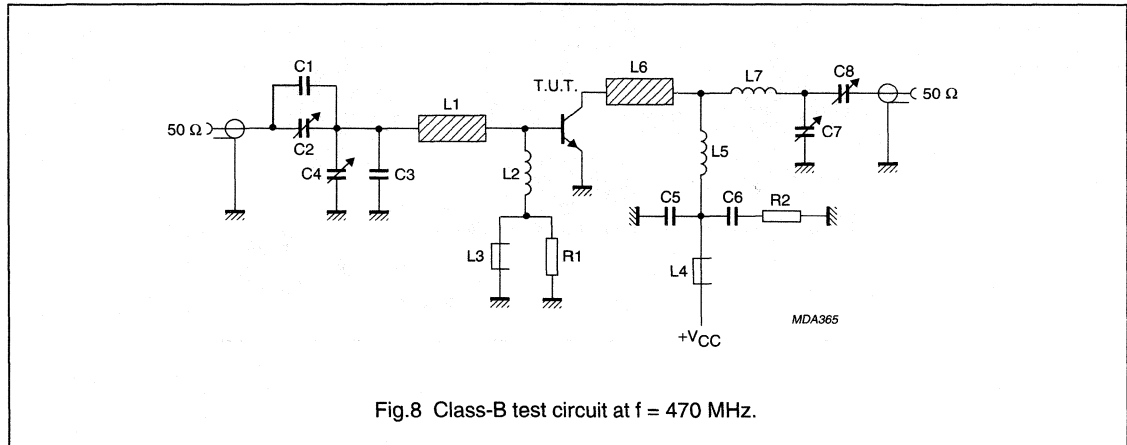 C1
50 Ω
C2
C4
C3
L1
L2
L3
R1
T.U.T.
L6
L7
C8
50 Ω
C7
L5
C5
C6
R2
L4
+VCC
MDA365
Fig.8 Class-B test circuit at f = 470 MHz.